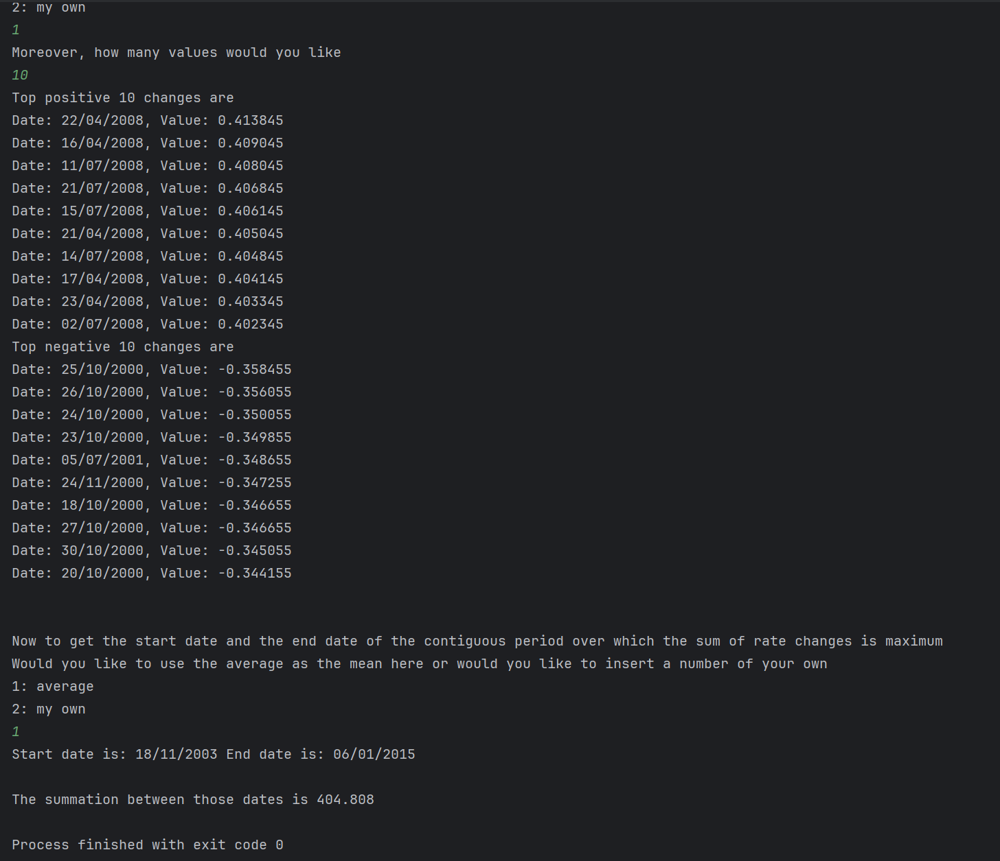 2: my own
1
Moreover, how many values would you like
10
Top positive 10 changes are
Date: 22/04/2008, Value: 0.413845
Date: 16/04/2008, Value: 0.409045
Date: 11/07/2008, Value: 0.408045
Date: 21/07/2008, Value: 0.406845
Date: 15/07/2008, Value: 0.406145
Date: 21/04/2008, Value: 0.405045
Date: 14/07/2008, Value: 0.404845
Date: 17/04/2008, Value: 0.404145
Date: 23/04/2008, Value: 0.403345
Date: 02/07/2008, Value: 0.402345
Top negative 10 changes are
Date: 25/10/2000, Value: -0.358455
Date: 26/10/2000, Value: -0.356055
Date: 24/10/2000, Value: -0.350055
Date: 23/10/2000, Value: -0.349855
Date: 05/07/2001, Value: -0.348655
Date: 24/11/2000, Value: -0.347255
Date: 18/10/2000, Value: -0.346655
Date: 27/10/2000, Value: -0.346655
Date: 30/10/2000, Value: -0.345055
Date: 20/10/2000, Value: -0.344155
Now to get the start date and the end date of the contiguous period over which the sum of rate changes is maximum
Would you like to use the average as the mean here or would you like to insert a number of your own
1: average
2: my own
1
Start date is: 18/11/2003 End date is: 06/01/2015
The summation between those dates is 404.808
Process finished with exit code 0